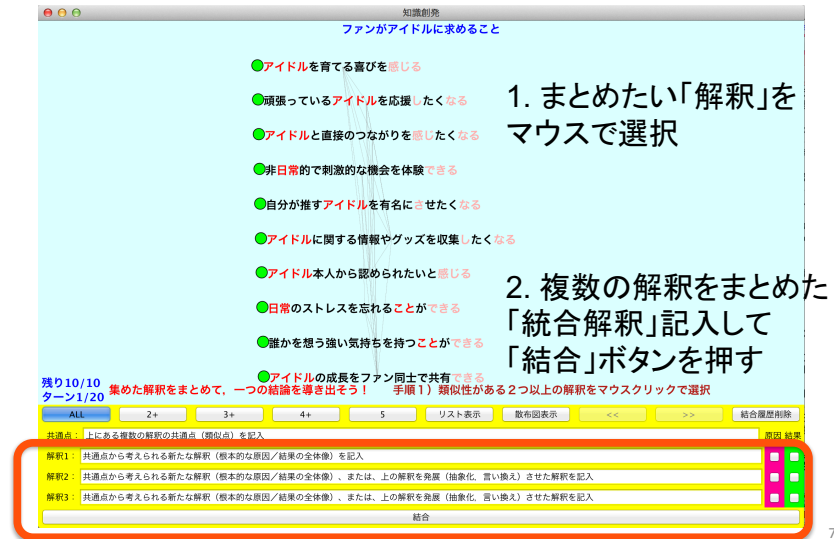 知識創発
ファンがアイドルに求めること
アイドルを育てる喜びを感じる
頑張っているアイドルを応援したくなる
アイドルと直接のつながりを感じたくなる
非日常的で刺激的な機会を体験できる
自分が推すアイドルを有名にさせたくなる
アイドルに関する情報やグッズを収集したくなる
アイドル本人から認められたいと感じる
日常のストレスを忘れることができる
誰かを想う強い気持ちを持つことができる
アイドルの成長をファン同士で共有できる
1. まとめたい「解釈」を
マウスで選択
2. 複数の解釈をまとめた
「統合解釈」記入して
「結合」ボタンを押す
残り10/10
ターン1/20
集めた解釈をまとめて，一つの結論を導き出そう！　手順１）類似性がある２つ以上の解釈をマウスクリックで選択
ALL 2+ 3+ 4+ 5 リスト表示 散布図表示 << >> 結合履歴削除
共通点： 上にある複数の解釈の共通点（類似点）を記入 原因 結果
解釈1： 共通点から考えられる新たな解釈（根本的な原因／結果の全体像）を記入
解釈2： 共通点から考えられる新たな解釈（根本的な原因／結果の全体像）、または、上の解釈を発展（抽象化、言い換え）させた解釈を記入
解釈3： 共通点から考えられる新たな解釈（根本的な原因／結果の全体像）、または、上の解釈を発展（抽象化、言い換え）させた解釈を記入
結合
7